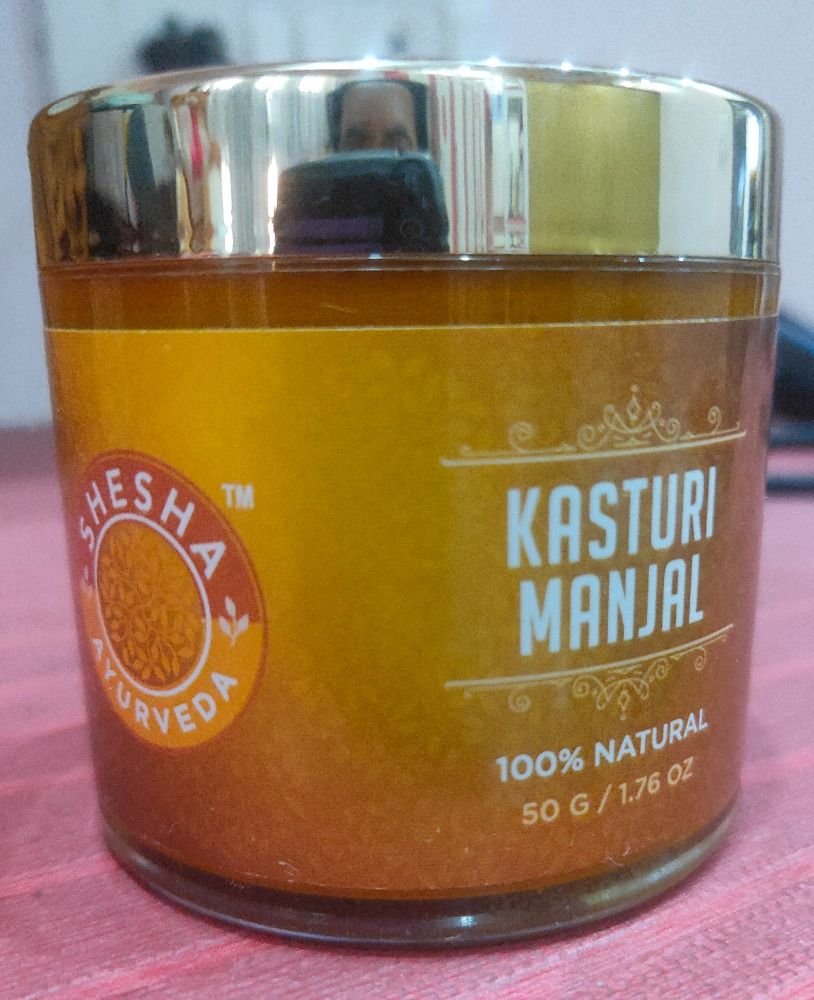 SHESHA
AYURVEDA
TM
KASTURI
MANJAL
100% NATURAL
50 G / 1.76 OZ